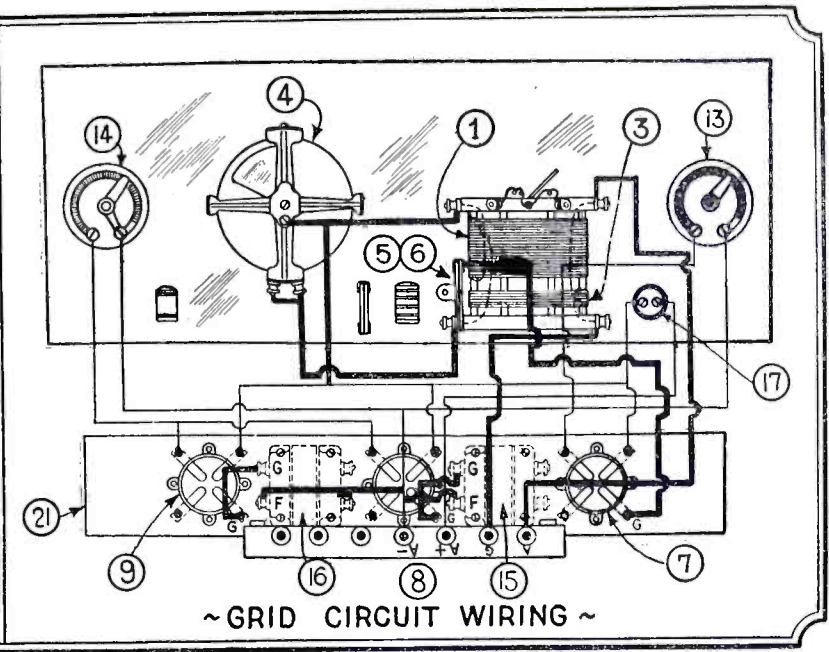 4
14
1
3
13
5 6
17
G G
F F
21
G G G
A- A+ G A
9 16 8 15 7
~GRID CIRCUIT WIRING~